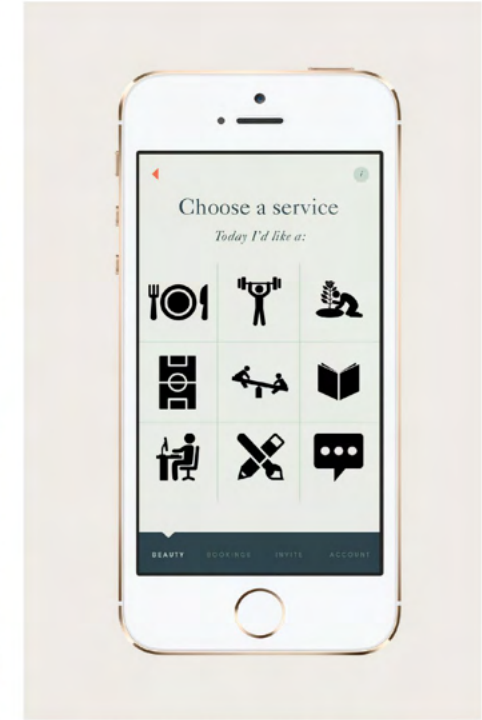 i
Choose a service
Today I'd like a:
BEAUTY BOOKINGS INVITE ACCOUNT